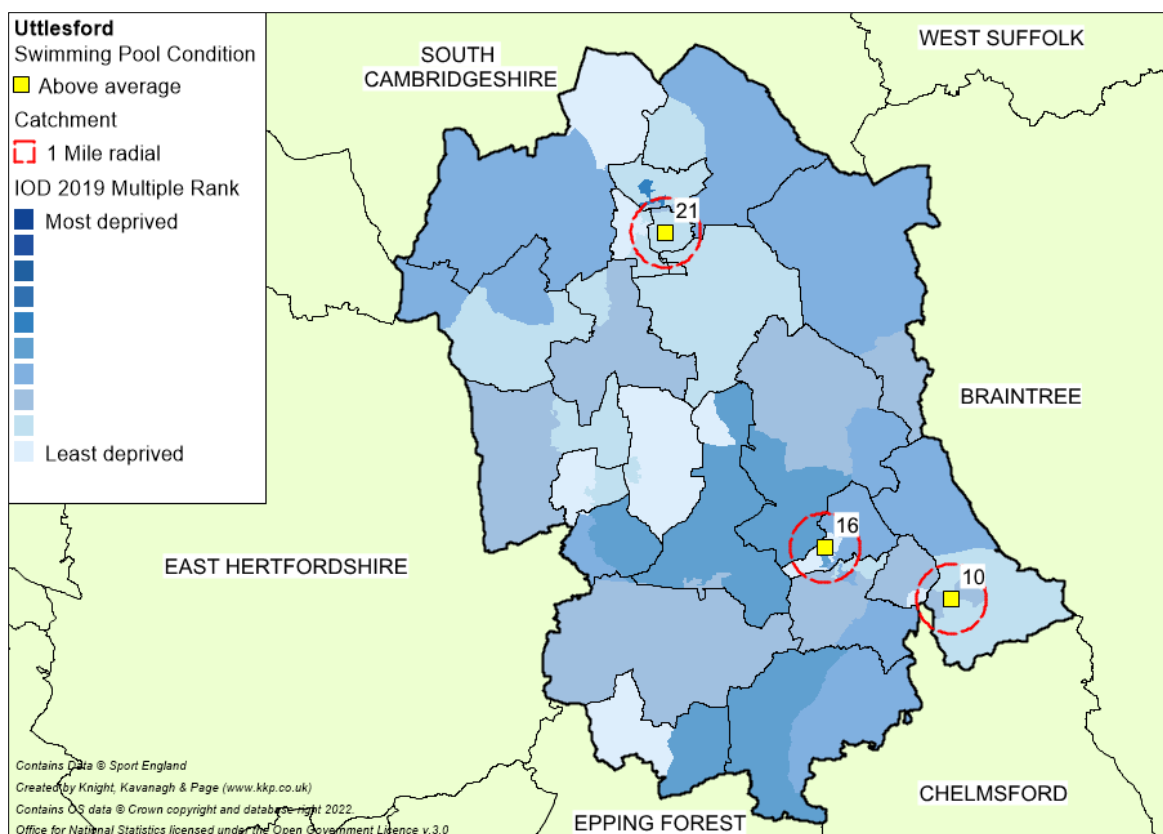 Uttlesford
Swimming Pool Condition
Above average
Catchment
1 Mile radial
IOD 2019 Multiple Rank
Most deprived
Least deprived
SOUTH
CAMBRIDGESHIRE
WEST SUFFOLK
21
BRAINTREE
16
EAST HERTFORDSHIRE
10
CHELMSFORD
EPPING FOREST
Contains Data © Sport England
Created by Knight, Kavanagh & Page (www.kkp.co.uk)
Contains OS data © Crown copyright and database right 2022.
Office for National Statistics licensed under the Open Government Licence v.3.0